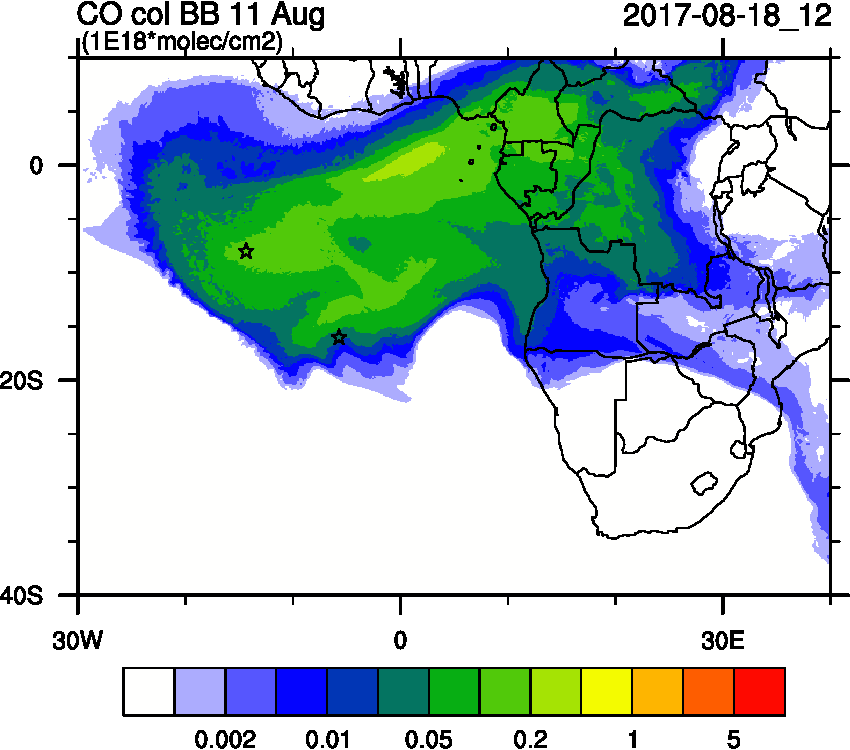 CO col BB 11 Aug 2017-08-18_12
(1E18*molec/cm2)
0
20S
40S
30W 0 30E
0.002 0.01 0.05 0.2 1 5